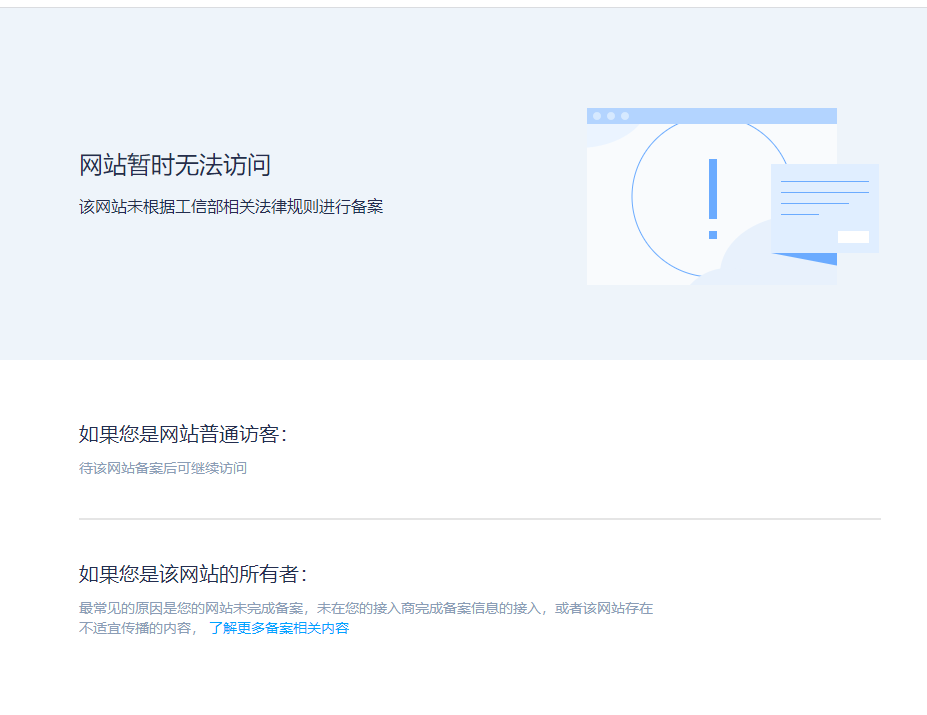 网站暂时无法访问
该网站未根据工信部相关法律规则进行备案
如果您是网站普通访客：
待该网站备案后可继续访问
如果您是该网站的所有者：
最常见的原因是您的网站未完成备案，未在您的接入商完成备案信息的接入，或者该网站存在
不适宜传播的内容， 了解更多备案相关内容